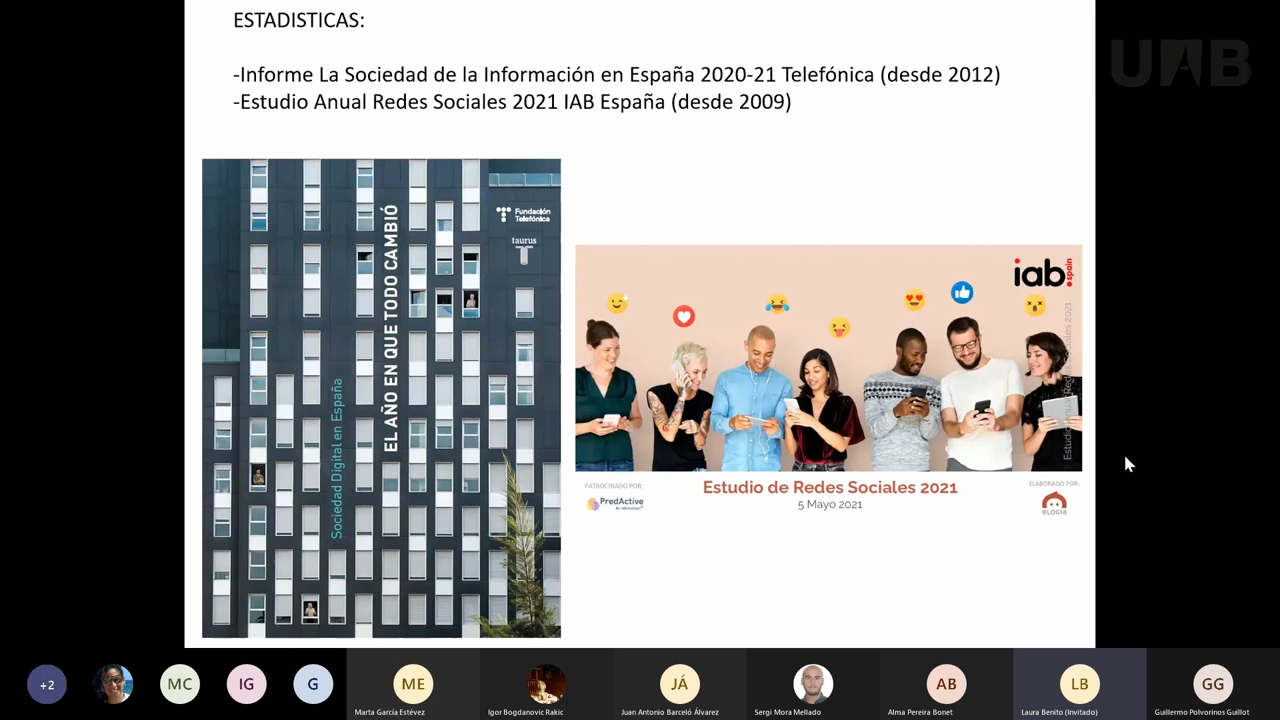 ESTADISTICAS:
-Informe La Sociedad de la Información en España 2020-21 Telefónica (desde 2012)
-Estudio Anual Redes Sociales 2021 IAB España (desde 2009)
UAB
Fundación
Telefónica
taurus
T
EL AÑO EN QUE TODO CAMBIÓ
Sociedad Digital en España
iab
spain
PATROCINADO POR:
PredActive
Estudio de Redes Sociales 2021
5 Mayo 2021
ELABORADO POR:
eLOGIA
+2
MC
IG
G
ME
JÁ
AB
LB
GG
Marta García Estévez
Igor Bogdanovic Rakic
Juan Antonio Barceló Álvarez
Sergi Mora Mellado
Alma Pereira Bonet
Laura Benito (Invitado)
Guillermo Polvorinos Guillot